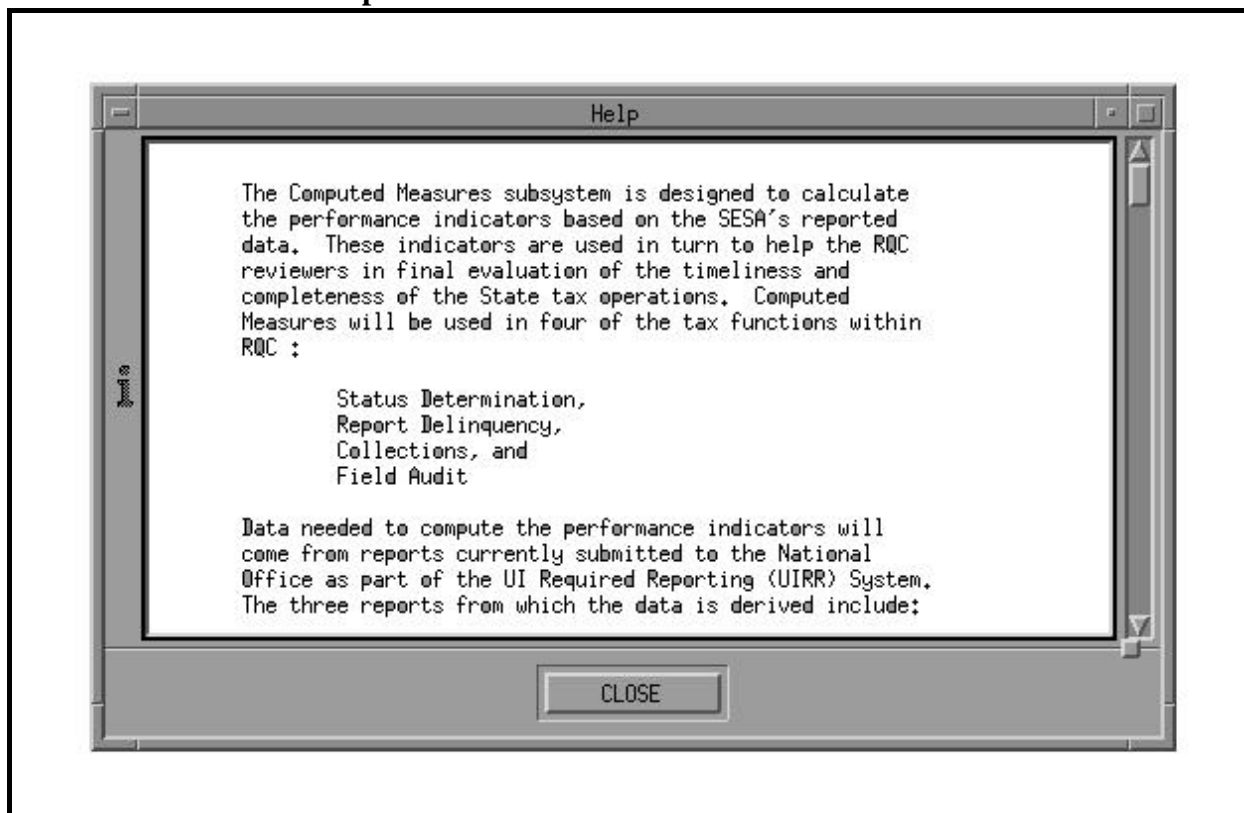 Help
The Computed Measures subsystem is designed to calculate
the performance indicators based on the SESA's reported
data.  These indicators are used in turn to help the RQC
reviewers in final evaluation of the timeliness and
completeness of the State tax operations.  Computed
Measures will be used in four of the tax functions within
RQC :
Status Determination,
Report Delinquency,
Collections, and
Field Audit
Data needed to compute the performance indicators will
come from reports currently submitted to the National
Office as part of the UI Required Reporting (UIRR) System.
The three reports from which the data is derived include:
CLOSE